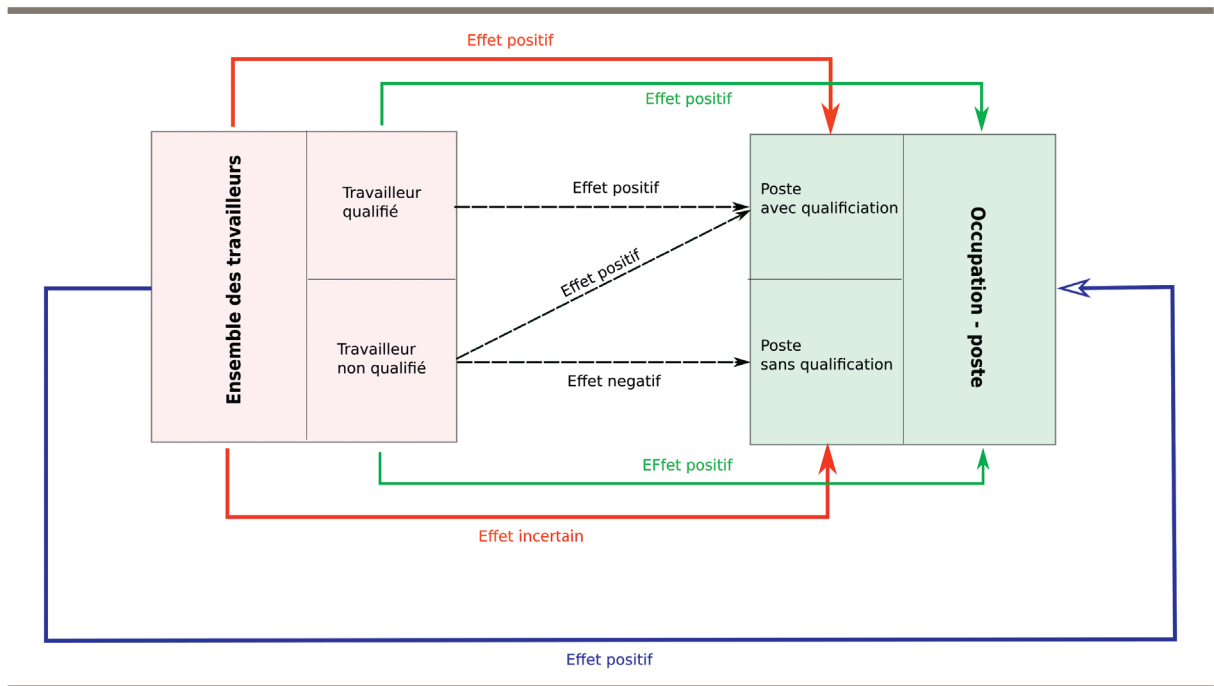 Effet positif
Effet positif
Ensemble des travailleurs
Travailleur
qualifié
Effet positif
Poste
avec qualificiation
Occupation - poste
Effet positif
Travailleur
non qualifié
Poste
sans qualification
Effet negatif
EFfet positif
Effet incertain
Effet positif